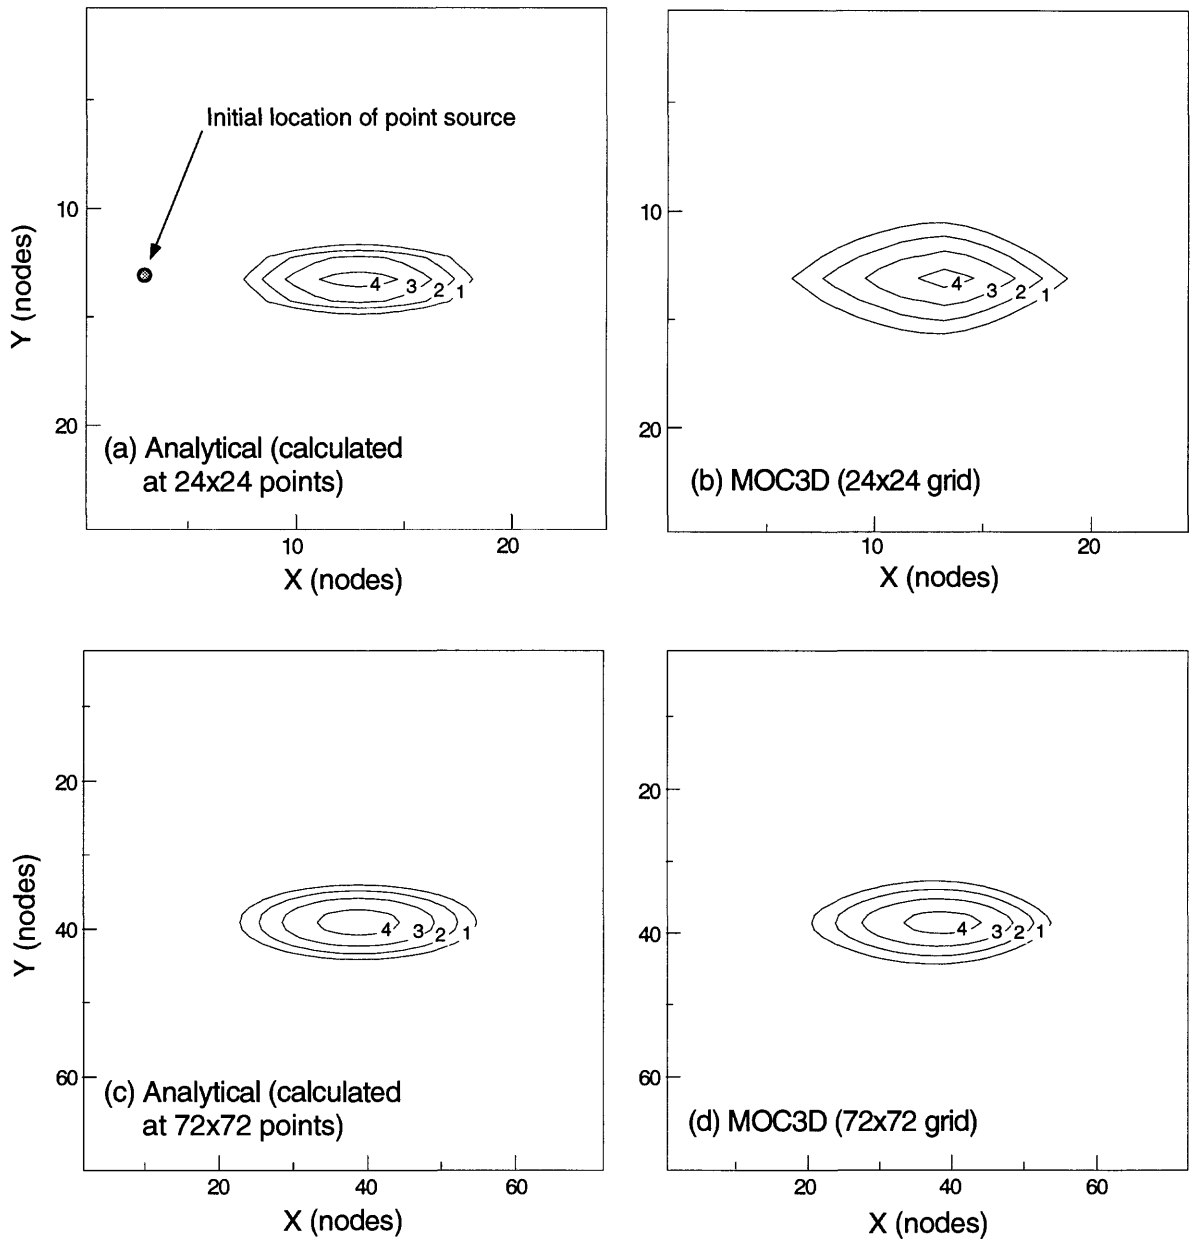 Initial location of point source
Y (nodes)
10
20
4
3
2
1
(a) Analytical (calculated
at 24x24 points)
10
20
X (nodes)
10
20
4
3
2
1
(b) MOC3D (24x24 grid)
10
20
X (nodes)
Y (nodes)
20
40
60
4
3
2
1
(c) Analytical (calculated
at 72x72 points)
20
40
60
X (nodes)
20
40
60
4
3
2
1
(d) MOC3D (72x72 grid)
20
40
60
X (nodes)